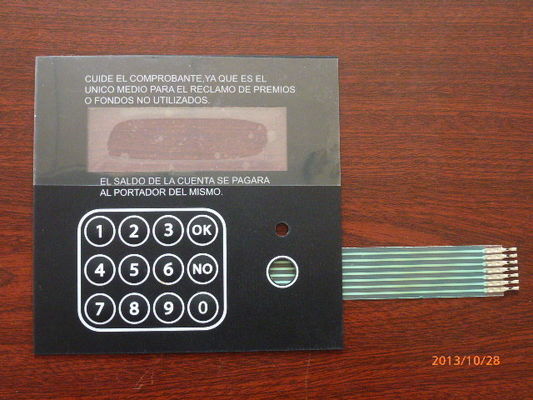 CUIDE EL COMPROBANTE,YA QUE ES EL
UNICO MEDIO PARA EL RECLAMO DE PREMIOS
O FONDOS NO UTILIZADOS.
EL SALDO DE LA CUENTA SE PAGARA
AL PORTADOR DEL MISMO.
1 2 3 OK
4 5 6 NO
7 8 9 0
2013/10/28